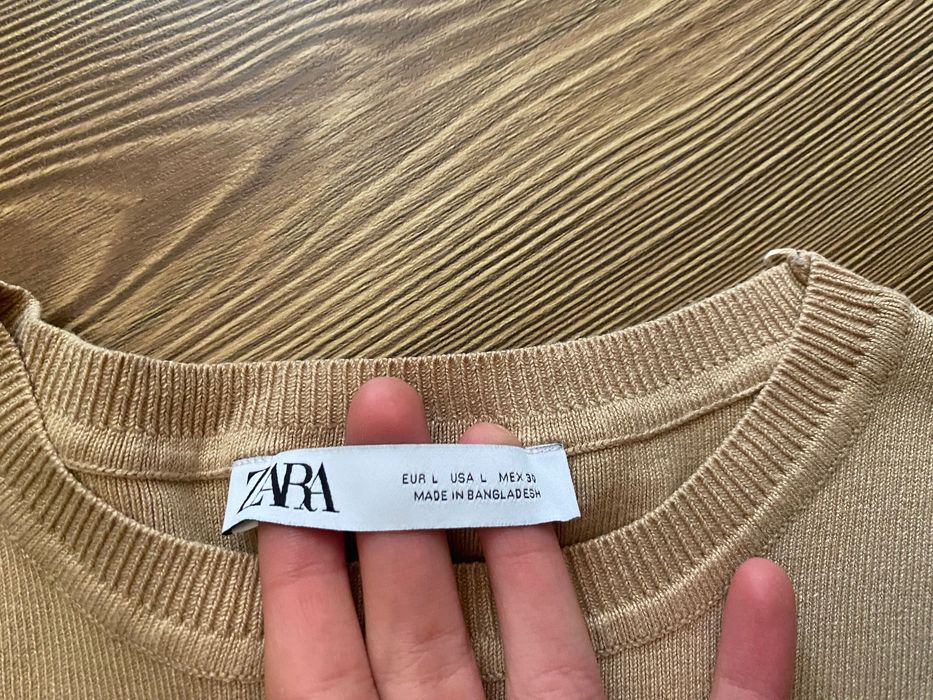 ZARA
EUR L USA L MEX 30
MADE IN BANGLADESH